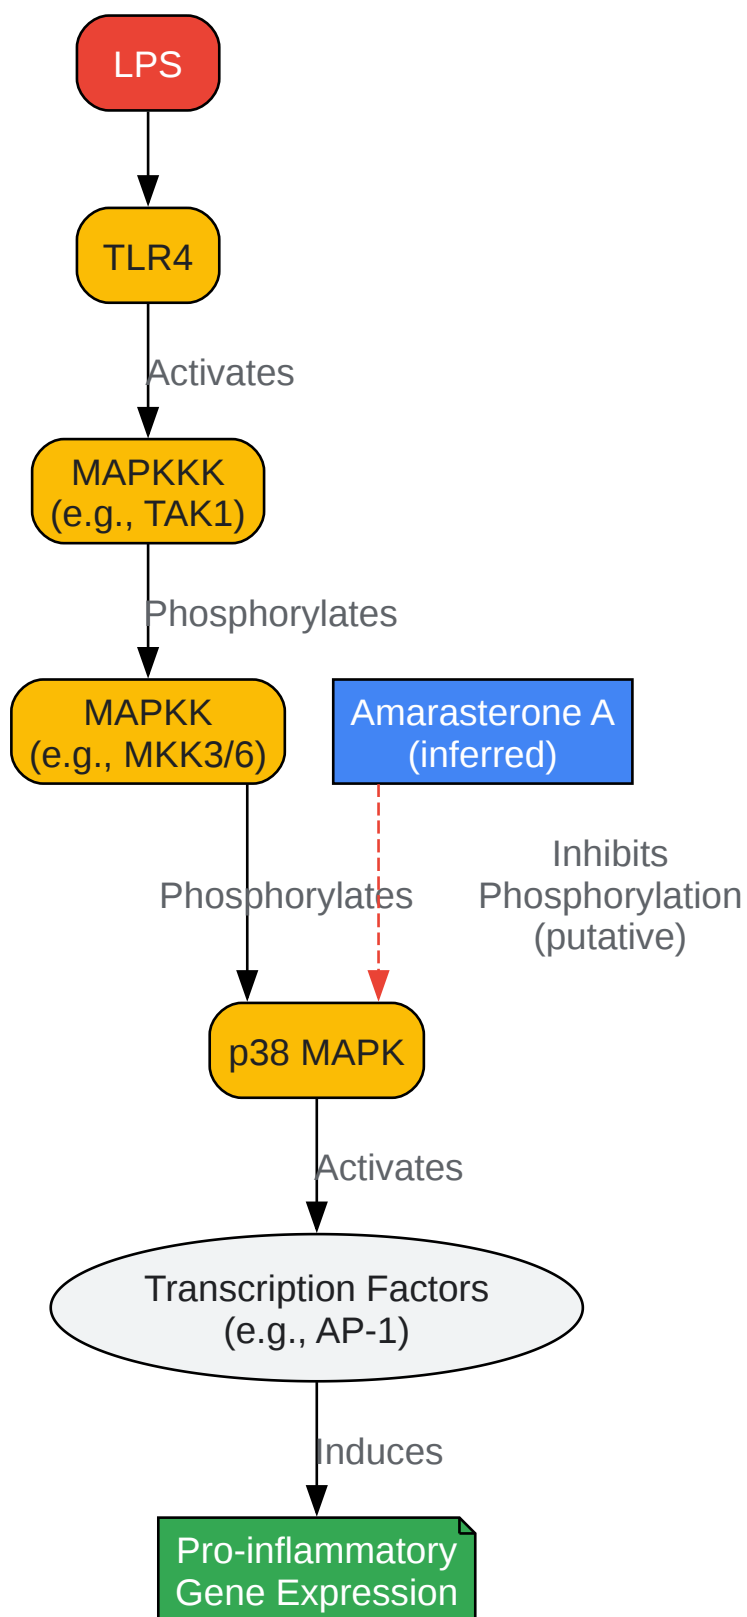 LPS
TLR4
Activates
MAPKKK
(e.g., TAK1)
Phosphorylates
MAPKK
(e.g., MKK3/6)
Amarasterone A
(inferred)
Phosphorylates
Inhibits
Phosphorylation
(putative)
p38 MAPK
Activates
Transcription Factors
(e.g., AP-1)
Induces
Pro-inflammatory
Gene Expression